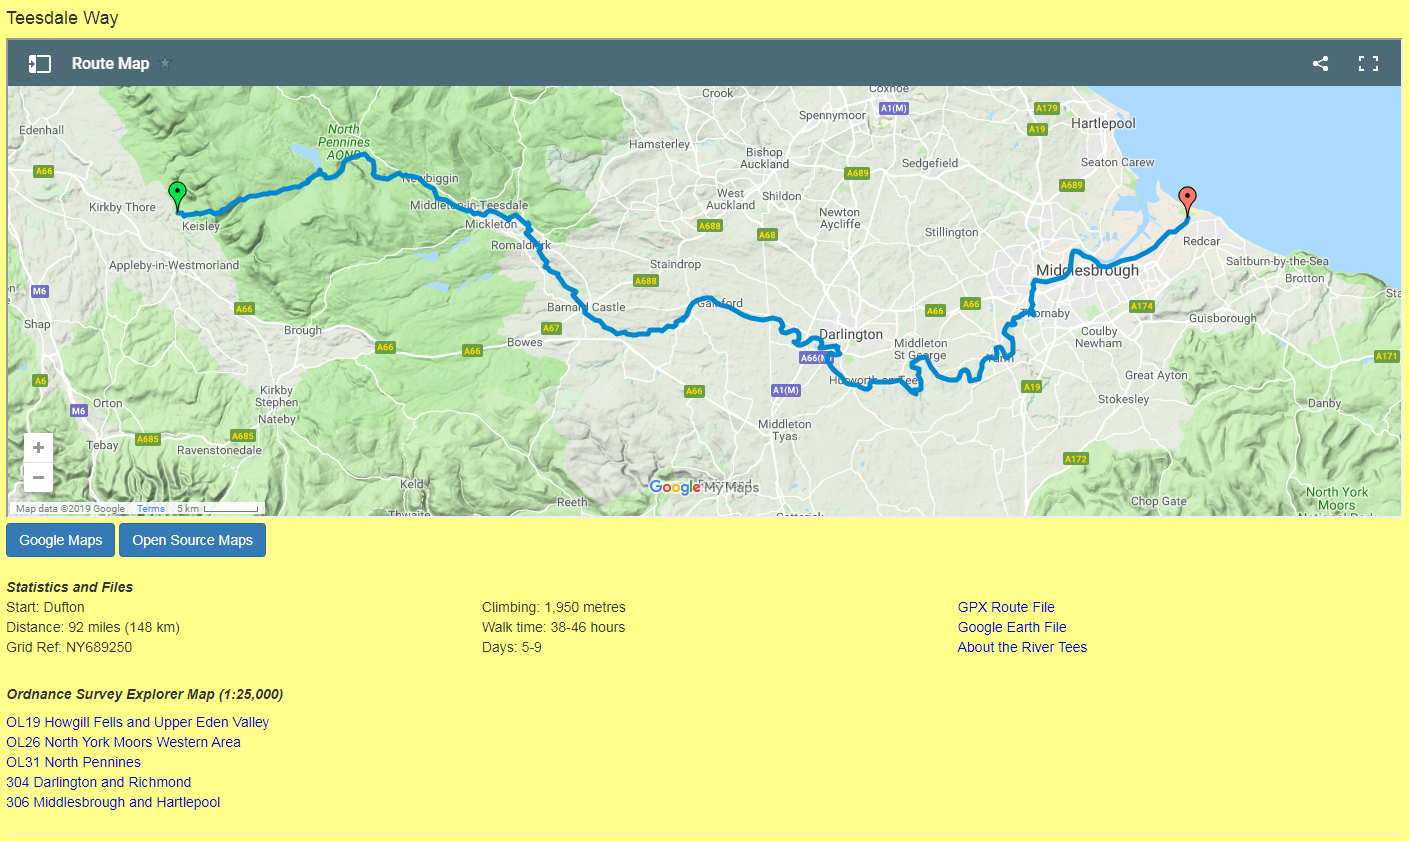 Teesdale Way
Route Map
Crook
Coxhoe
A1(M)
Spennymoor
A179
A19
Hartlepool
Edenhall
North
Pennines
AONB
Hamsterley
Bishop
Auckland
Sedgefield
Seaton Carew
A66
A689
A689
Newbiggin
West
Auckland
Shildon
Kirkby Thore
Middleton-in-Teesdale
Newton
Aycliffe
Keisley
Mickleton
A688
A68
Stillington
Redcar
Romaldkirk
Appleby-in-Westmorland
Staindrop
Middlesbrough
Saltburn-by-the-Sea
Brotton
A688
M6
A66
Barnard Castle
Gainford
A66
A66
Thornaby
A174
Guisborough
Shap
Brough
A67
Darlington
Coulby
Newham
Bowes
Middleton
St George
A66
A66
A66(M)
Yarm
A171
A6
Hurworth-on-Tees
Great Ayton
Kirkby
Stephen
A66
A1(M)
A19
Stokesley
Danby
Orton
M6
Nateby
Middleton
Tyas
A685
A685
Tebay
Ravenstonedale
A172
Keld
Google My Maps
North York
Moors
Reeth
Chop Gate
Thwaite
Map data ©2019 Google Terms 5 km
Google Maps
Open Source Maps
Statistics and Files
Start: Dufton
Climbing: 1,950 metres
GPX Route File
Distance: 92 miles (148 km)
Walk time: 38-46 hours
Google Earth File
Grid Ref: NY689250
Days: 5-9
About the River Tees
Ordnance Survey Explorer Map (1:25,000)
OL19 Howgill Fells and Upper Eden Valley
OL26 North York Moors Western Area
OL31 North Pennines
304 Darlington and Richmond
306 Middlesbrough and Hartlepool